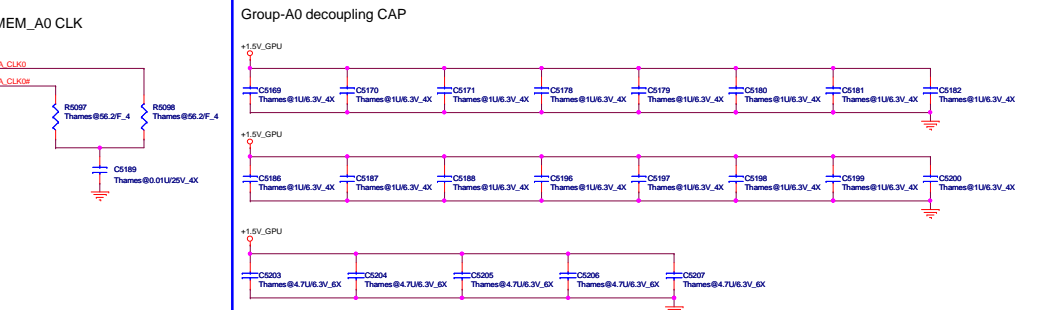 MEM_A0 CLK
A_CLK0
A_CLK0#
R5097
Thames@56.2/F_4
R5098
Thames@56.2/F_4
C5189
Thames@0.01U/25V_4X
Group-A0 decoupling CAP
+1.5V_GPU
C5169
Thames@1U/6.3V_4X
C5170
Thames@1U/6.3V_4X
C5171
Thames@1U/6.3V_4X
C5178
Thames@1U/6.3V_4X
C5179
Thames@1U/6.3V_4X
C5180
Thames@1U/6.3V_4X
C5181
Thames@1U/6.3V_4X
C5182
Thames@1U/6.3V_4X
+1.5V_GPU
C5186
Thames@1U/6.3V_4X
C5187
Thames@1U/6.3V_4X
C5188
Thames@1U/6.3V_4X
C5196
Thames@1U/6.3V_4X
C5197
Thames@1U/6.3V_4X
C5198
Thames@1U/6.3V_4X
C5199
Thames@1U/6.3V_4X
C5200
Thames@1U/6.3V_4X
+1.5V_GPU
C5203
Thames@4.7U/6.3V_6X
C5204
Thames@4.7U/6.3V_6X
C5205
Thames@4.7U/6.3V_6X
C5206
Thames@4.7U/6.3V_6X
C5207
Thames@4.7U/6.3V_6X